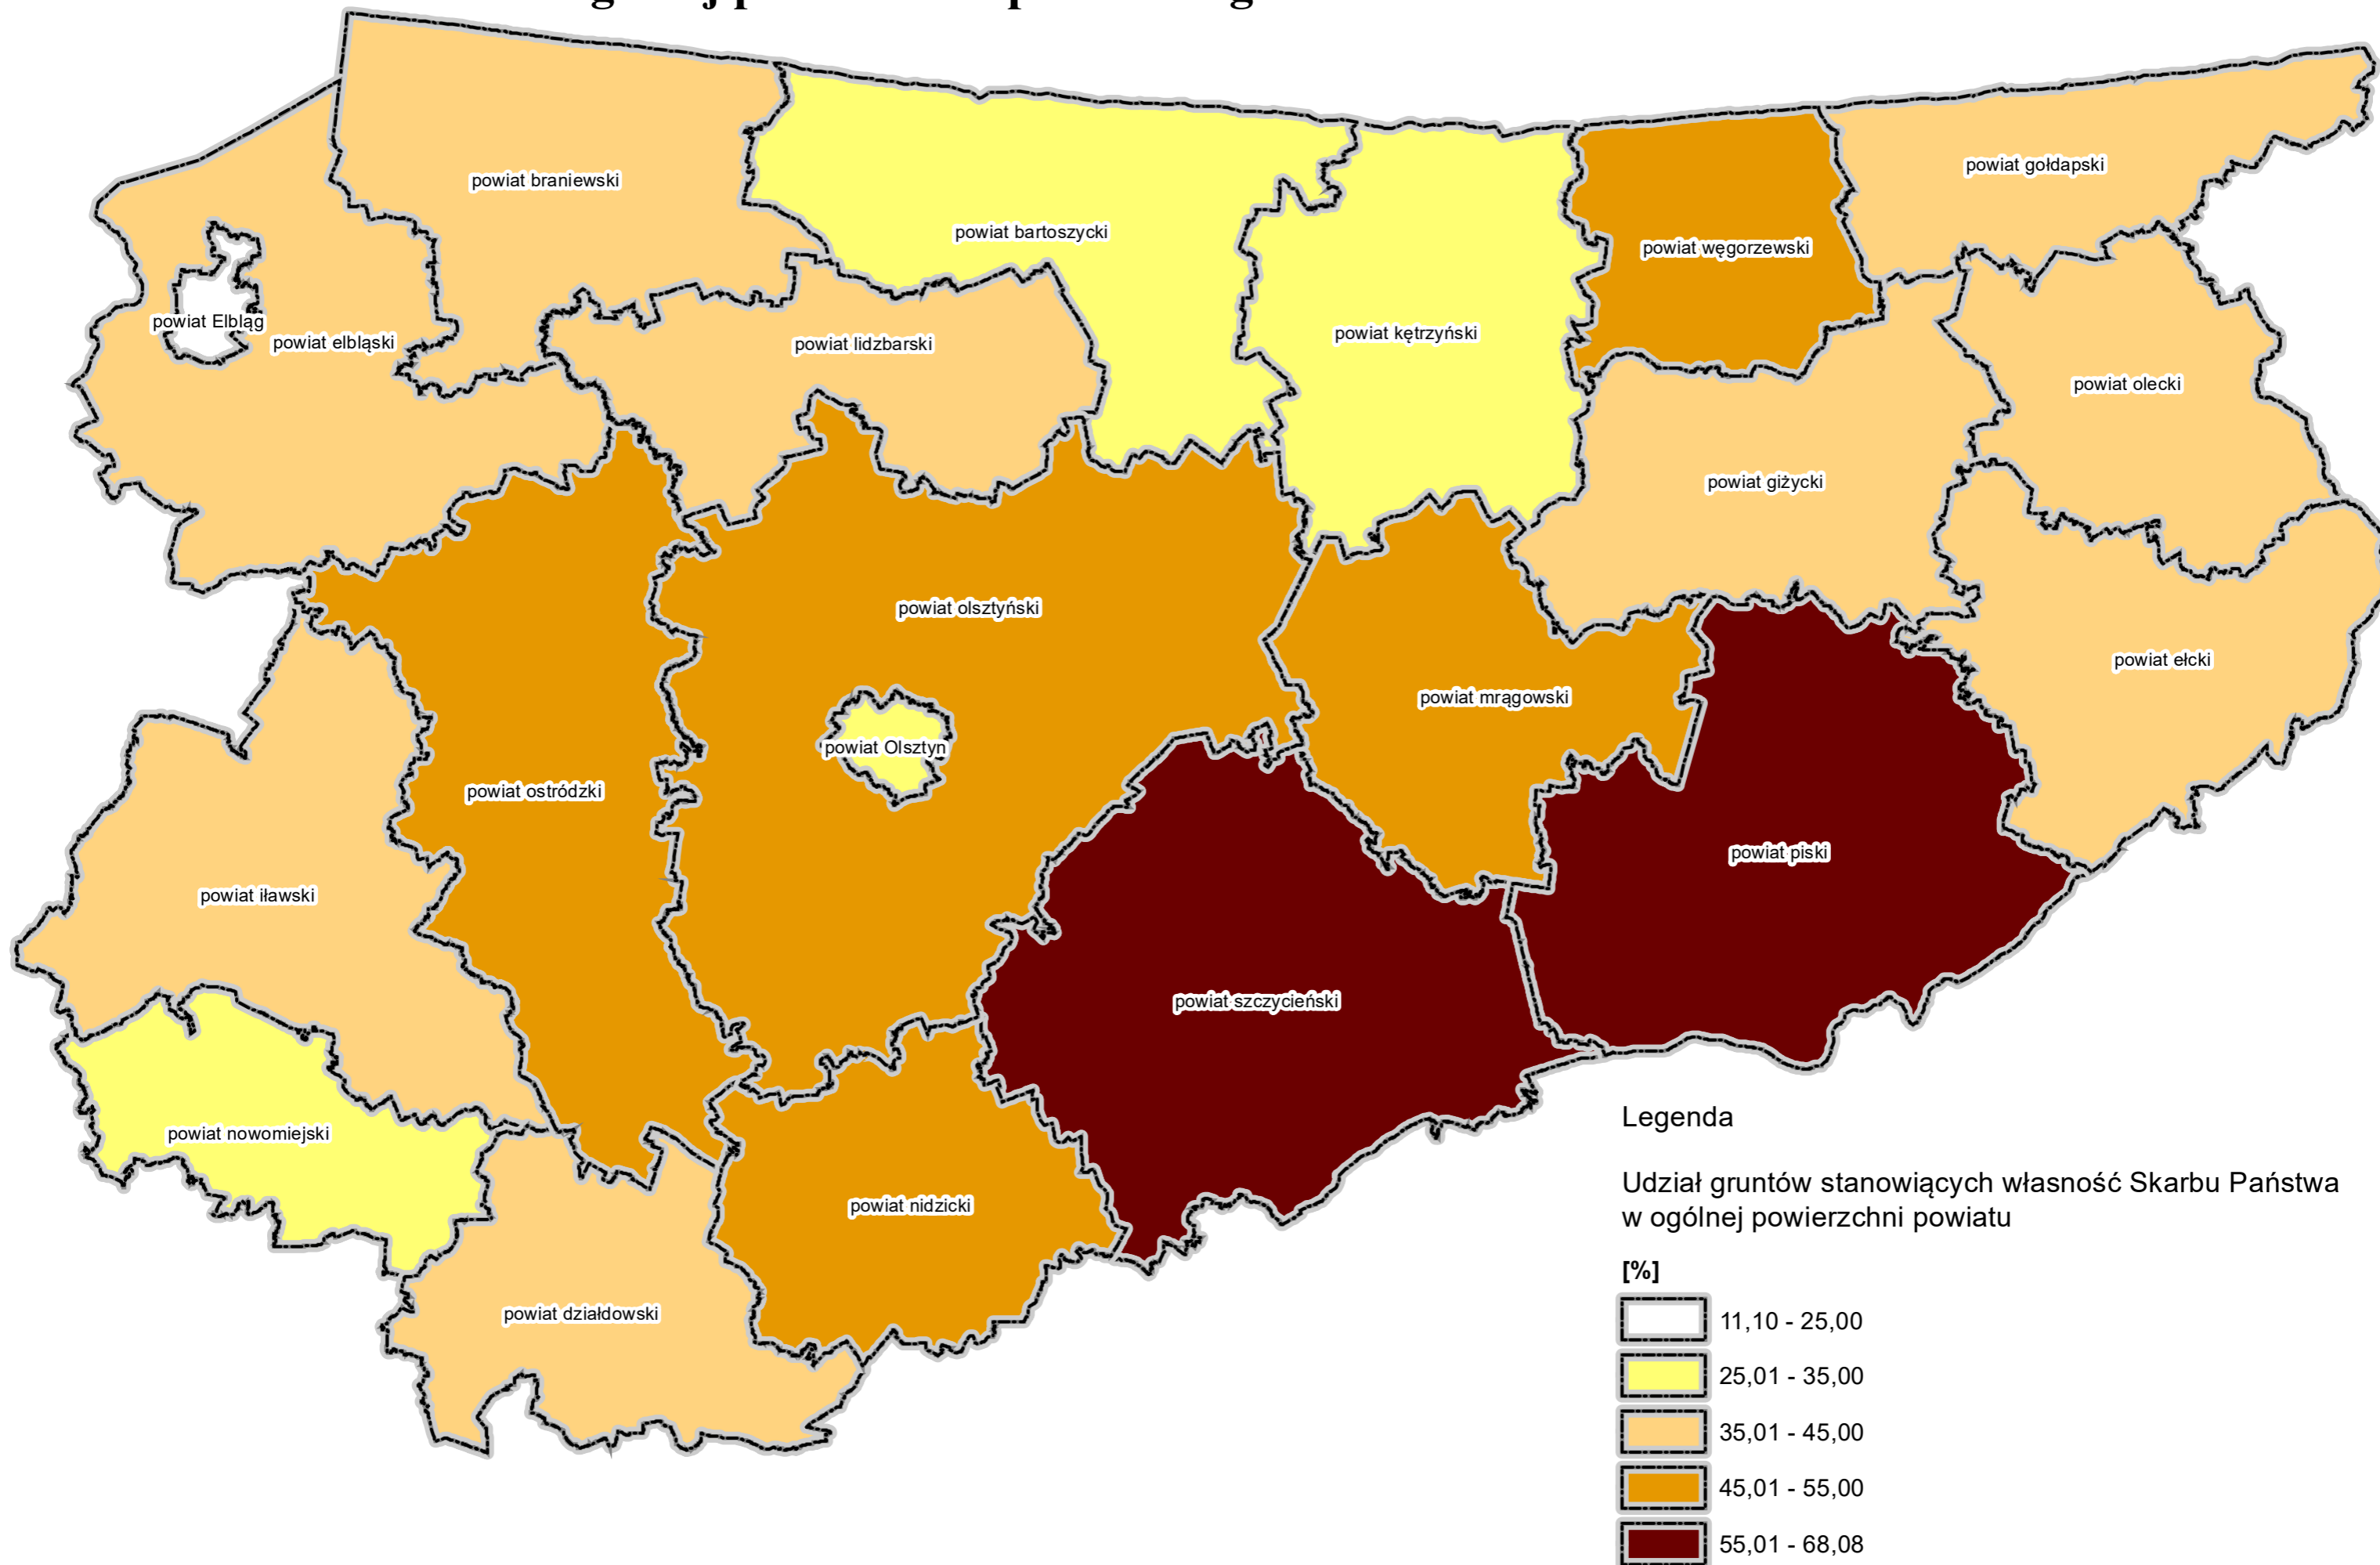 powiat braniewski
powiat gołdapski
powiat bartoszycki
powiat węgorzewski
powiat Elbląg
powiat elbląski
powiat lidzbarski
powiat kętrzyński
powiat olecki
powiat giżycki
powiat olsztyński
powiat ełcki
powiat mrągowski
powiat Olsztyn
powiat ostródzki
powiat piski
powiat iławski
powiat szczycieński
powiat nowomiejski
powiat nidzicki
powiat działdowski
Legenda
Udział gruntów stanowiących własność Skarbu Państwa
w ogólnej powierzchni powiatu
[%]
11,10 - 25,00
25,01 - 35,00
35,01 - 45,00
45,01 - 55,00
55,01 - 68,08